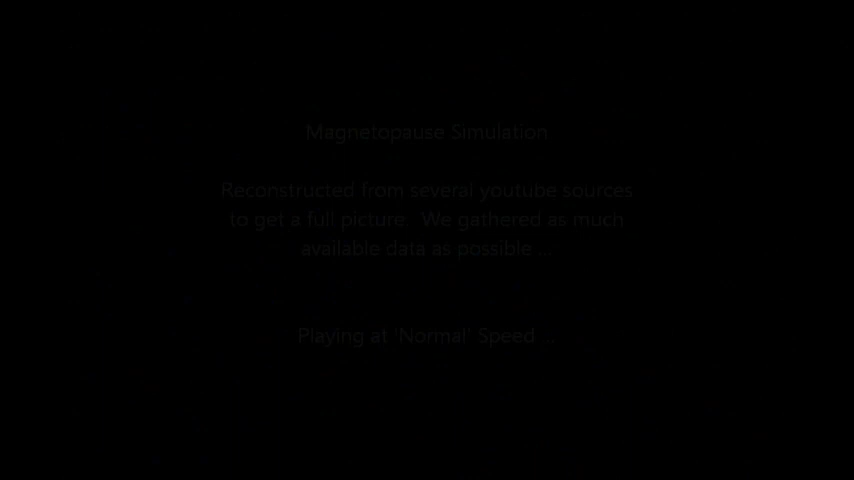 Magnetopause Simulation
Reconstructed from several youtube sources
to get a full picture.  We gathered as much
available data as possible ...
Playing at 'Normal' Speed ...